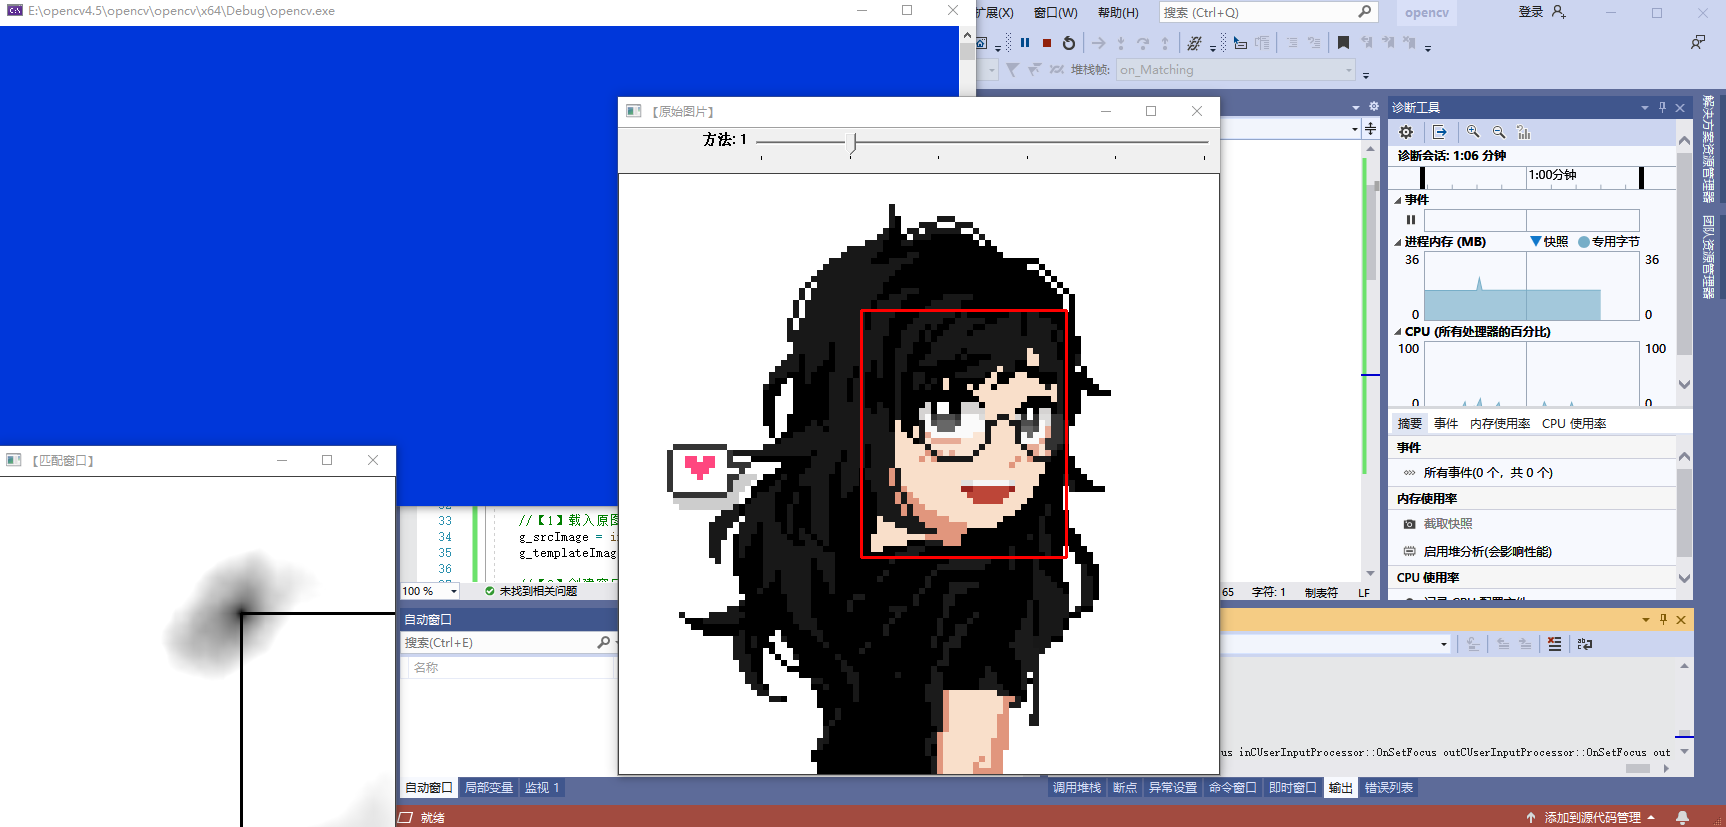 E:\opencv4.5\opencv\opencv\x64\Debug\opencv.exe
扩展(X) 窗口(W) 帮助(H) 搜索 (Ctrl+Q) opencv 登录
堆栈帧: on_Matching
【原始图片】
方法: 1
诊断工具
诊断会话: 1:06 分钟
1:00分钟
事件
进程内存 (MB) 快照 专用字节
36 36
0 0
CPU (所有处理器的百分比)
100 100
0 0
摘要 事件 内存使用率 CPU 使用率
事件
所有事件(0 个，共 0 个)
内存使用率
截取快照
启用堆分析(会影响性能)
CPU 使用率
解决方案资源管理器
团队资源管理器
【匹配窗口】
33 //【1】载入原图
34 g_srcImage = i
35 g_templateImag
36
100 % 未找到相关问题
65 字符: 1 制表符 LF
自动窗口
搜索(Ctrl+E)
名称
us inCUserInputProcessor::OnSetFocus outCUserInputProcessor::OnSetFocus out
自动窗口 局部变量 监视 1
调用堆栈 断点 异常设置 命令窗口 即时窗口 输出 错误列表
就绪
添加到源代码管理